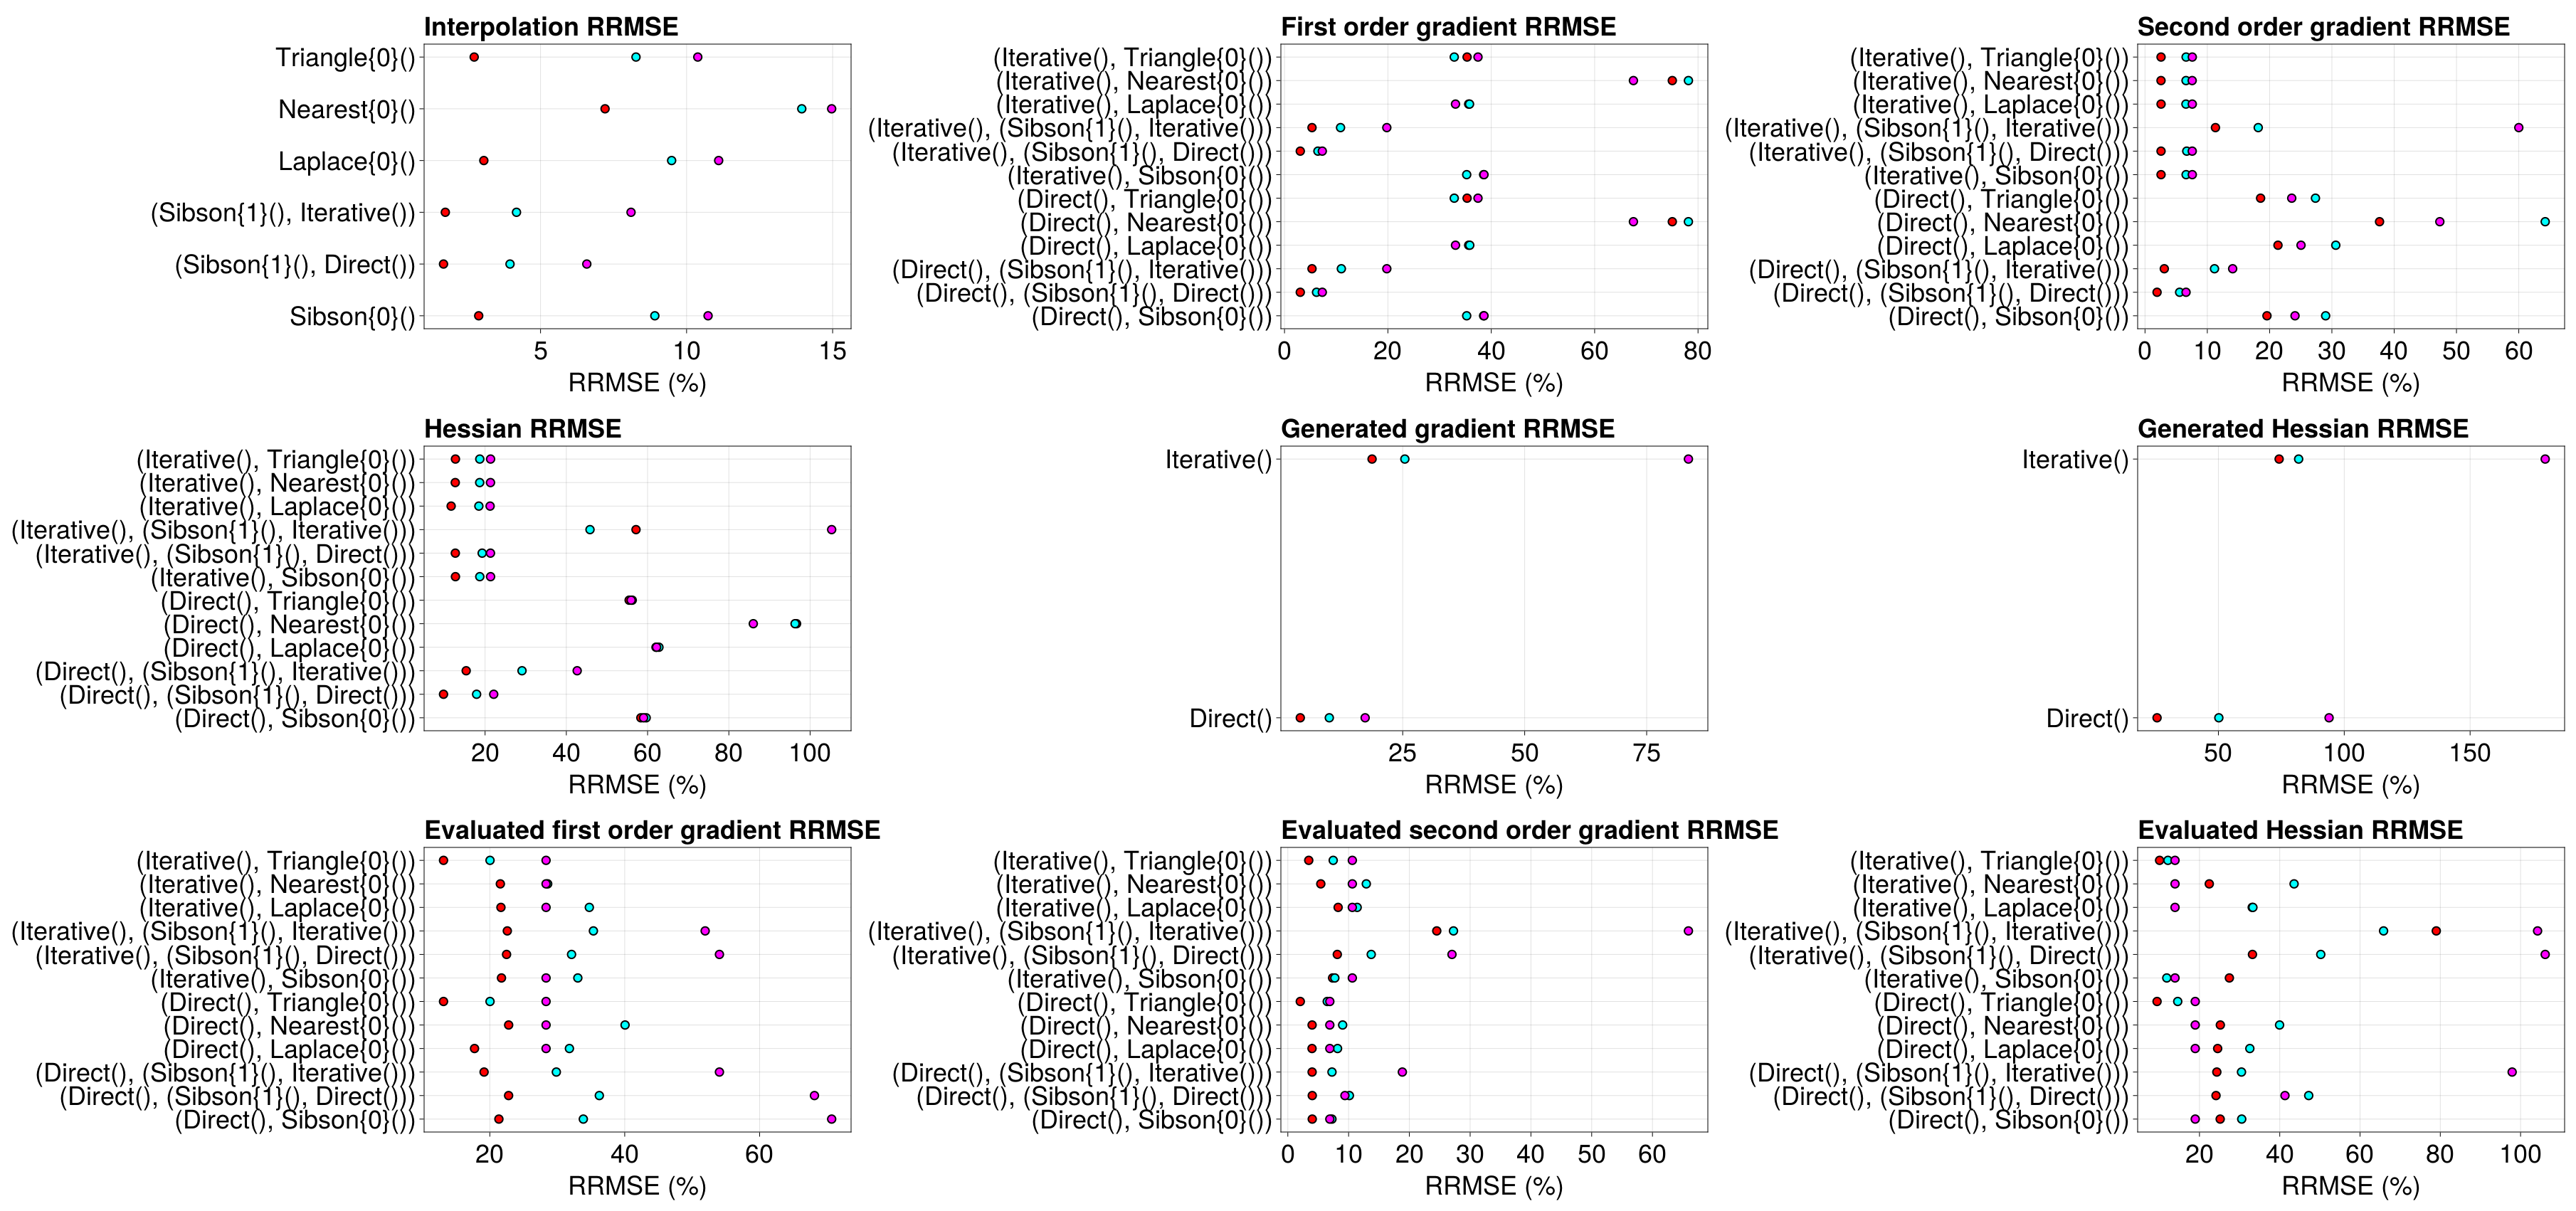 Interpolation RRMSE
Triangle{0}()
Nearest{0}()
Laplace{0}()
(Sibson{1}(), Iterative())
(Sibson{1}(), Direct())
Sibson{0}()
5 10 15
RRMSE (%)
First order gradient RRMSE
(Iterative(), Triangle{0}())
(Iterative(), Nearest{0}())
(Iterative(), Laplace{0}())
(Iterative(), (Sibson{1}(), Iterative()))
(Iterative(), (Sibson{1}(), Direct()))
(Iterative(), Sibson{0}())
(Direct(), Triangle{0}())
(Direct(), Nearest{0}())
(Direct(), Laplace{0}())
(Direct(), (Sibson{1}(), Iterative()))
(Direct(), (Sibson{1}(), Direct()))
(Direct(), Sibson{0}())
0 20 40 60 80
RRMSE (%)
Second order gradient RRMSE
(Iterative(), Triangle{0}())
(Iterative(), Nearest{0}())
(Iterative(), Laplace{0}())
(Iterative(), (Sibson{1}(), Iterative()))
(Iterative(), (Sibson{1}(), Direct()))
(Iterative(), Sibson{0}())
(Direct(), Triangle{0}())
(Direct(), Nearest{0}())
(Direct(), Laplace{0}())
(Direct(), (Sibson{1}(), Iterative()))
(Direct(), (Sibson{1}(), Direct()))
(Direct(), Sibson{0}())
0 10 20 30 40 50 60
RRMSE (%)
Hessian RRMSE
(Iterative(), Triangle{0}())
(Iterative(), Nearest{0}())
(Iterative(), Laplace{0}())
(Iterative(), (Sibson{1}(), Iterative()))
(Iterative(), (Sibson{1}(), Direct()))
(Iterative(), Sibson{0}())
(Direct(), Triangle{0}())
(Direct(), Nearest{0}())
(Direct(), Laplace{0}())
(Direct(), (Sibson{1}(), Iterative()))
(Direct(), (Sibson{1}(), Direct()))
(Direct(), Sibson{0}())
20 40 60 80 100
RRMSE (%)
Generated gradient RRMSE
Iterative()
Direct()
25 50 75
RRMSE (%)
Generated Hessian RRMSE
Iterative()
Direct()
50 100 150
RRMSE (%)
Evaluated first order gradient RRMSE
(Iterative(), Triangle{0}())
(Iterative(), Nearest{0}())
(Iterative(), Laplace{0}())
(Iterative(), (Sibson{1}(), Iterative()))
(Iterative(), (Sibson{1}(), Direct()))
(Iterative(), Sibson{0}())
(Direct(), Triangle{0}())
(Direct(), Nearest{0}())
(Direct(), Laplace{0}())
(Direct(), (Sibson{1}(), Iterative()))
(Direct(), (Sibson{1}(), Direct()))
(Direct(), Sibson{0}())
20 40 60
RRMSE (%)
Evaluated second order gradient RRMSE
(Iterative(), Triangle{0}())
(Iterative(), Nearest{0}())
(Iterative(), Laplace{0}())
(Iterative(), (Sibson{1}(), Iterative()))
(Iterative(), (Sibson{1}(), Direct()))
(Iterative(), Sibson{0}())
(Direct(), Triangle{0}())
(Direct(), Nearest{0}())
(Direct(), Laplace{0}())
(Direct(), (Sibson{1}(), Iterative()))
(Direct(), (Sibson{1}(), Direct()))
(Direct(), Sibson{0}())
0 10 20 30 40 50 60
RRMSE (%)
Evaluated Hessian RRMSE
(Iterative(), Triangle{0}())
(Iterative(), Nearest{0}())
(Iterative(), Laplace{0}())
(Iterative(), (Sibson{1}(), Iterative()))
(Iterative(), (Sibson{1}(), Direct()))
(Iterative(), Sibson{0}())
(Direct(), Triangle{0}())
(Direct(), Nearest{0}())
(Direct(), Laplace{0}())
(Direct(), (Sibson{1}(), Iterative()))
(Direct(), (Sibson{1}(), Direct()))
(Direct(), Sibson{0}())
20 40 60 80 100
RRMSE (%)